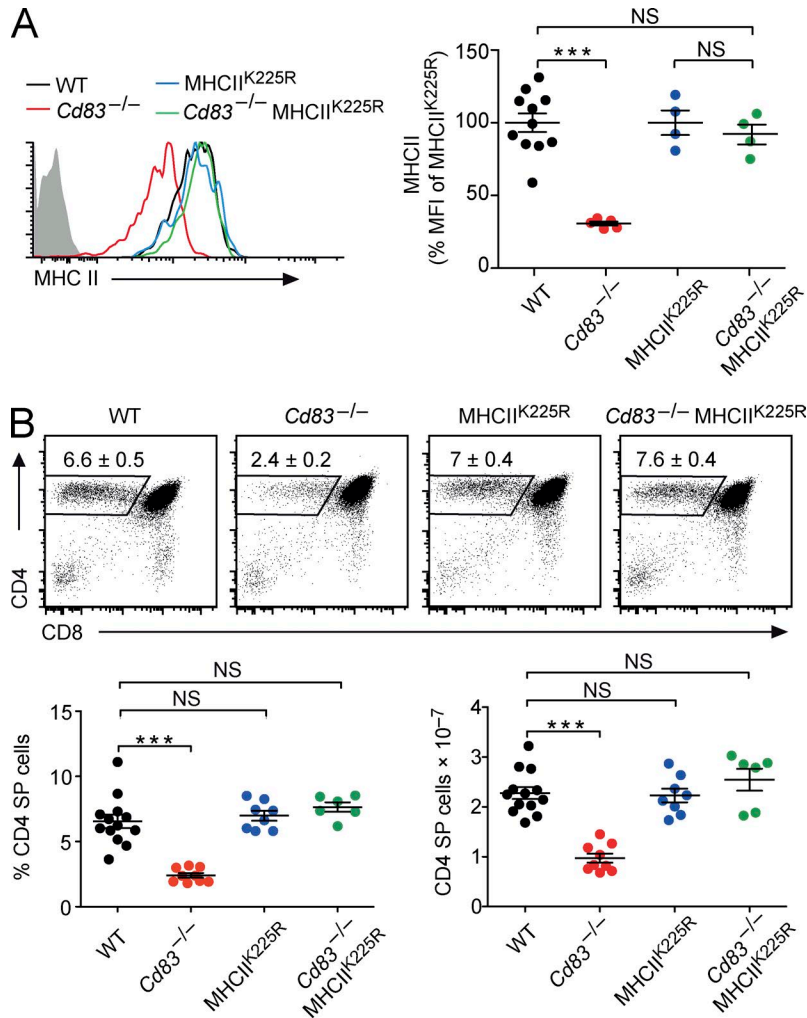 A
WT
MHCII^K225R
Cd83−/−
Cd83−/− MHCII^K225R
MHC II
NS
***
NS
MHCII
(% MFI of MHCII^K225R)
150
100
50
0
WT
Cd83−/−
MHCII^K225R
Cd83−/−
MHCII^K225R
B
WT
Cd83−/−
MHCII^K225R
Cd83−/− MHCII^K225R
6.6 ± 0.5
2.4 ± 0.2
7 ± 0.4
7.6 ± 0.4
CD4
CD8
NS
NS
***
% CD4 SP cells
15
10
5
0
WT
Cd83−/−
MHCII^K225R
Cd83−/−
MHCII^K225R
NS
NS
***
CD4 SP cells × 10^−7
4
3
2
1
0
WT
Cd83−/−
MHCII^K225R
Cd83−/−
MHCII^K225R